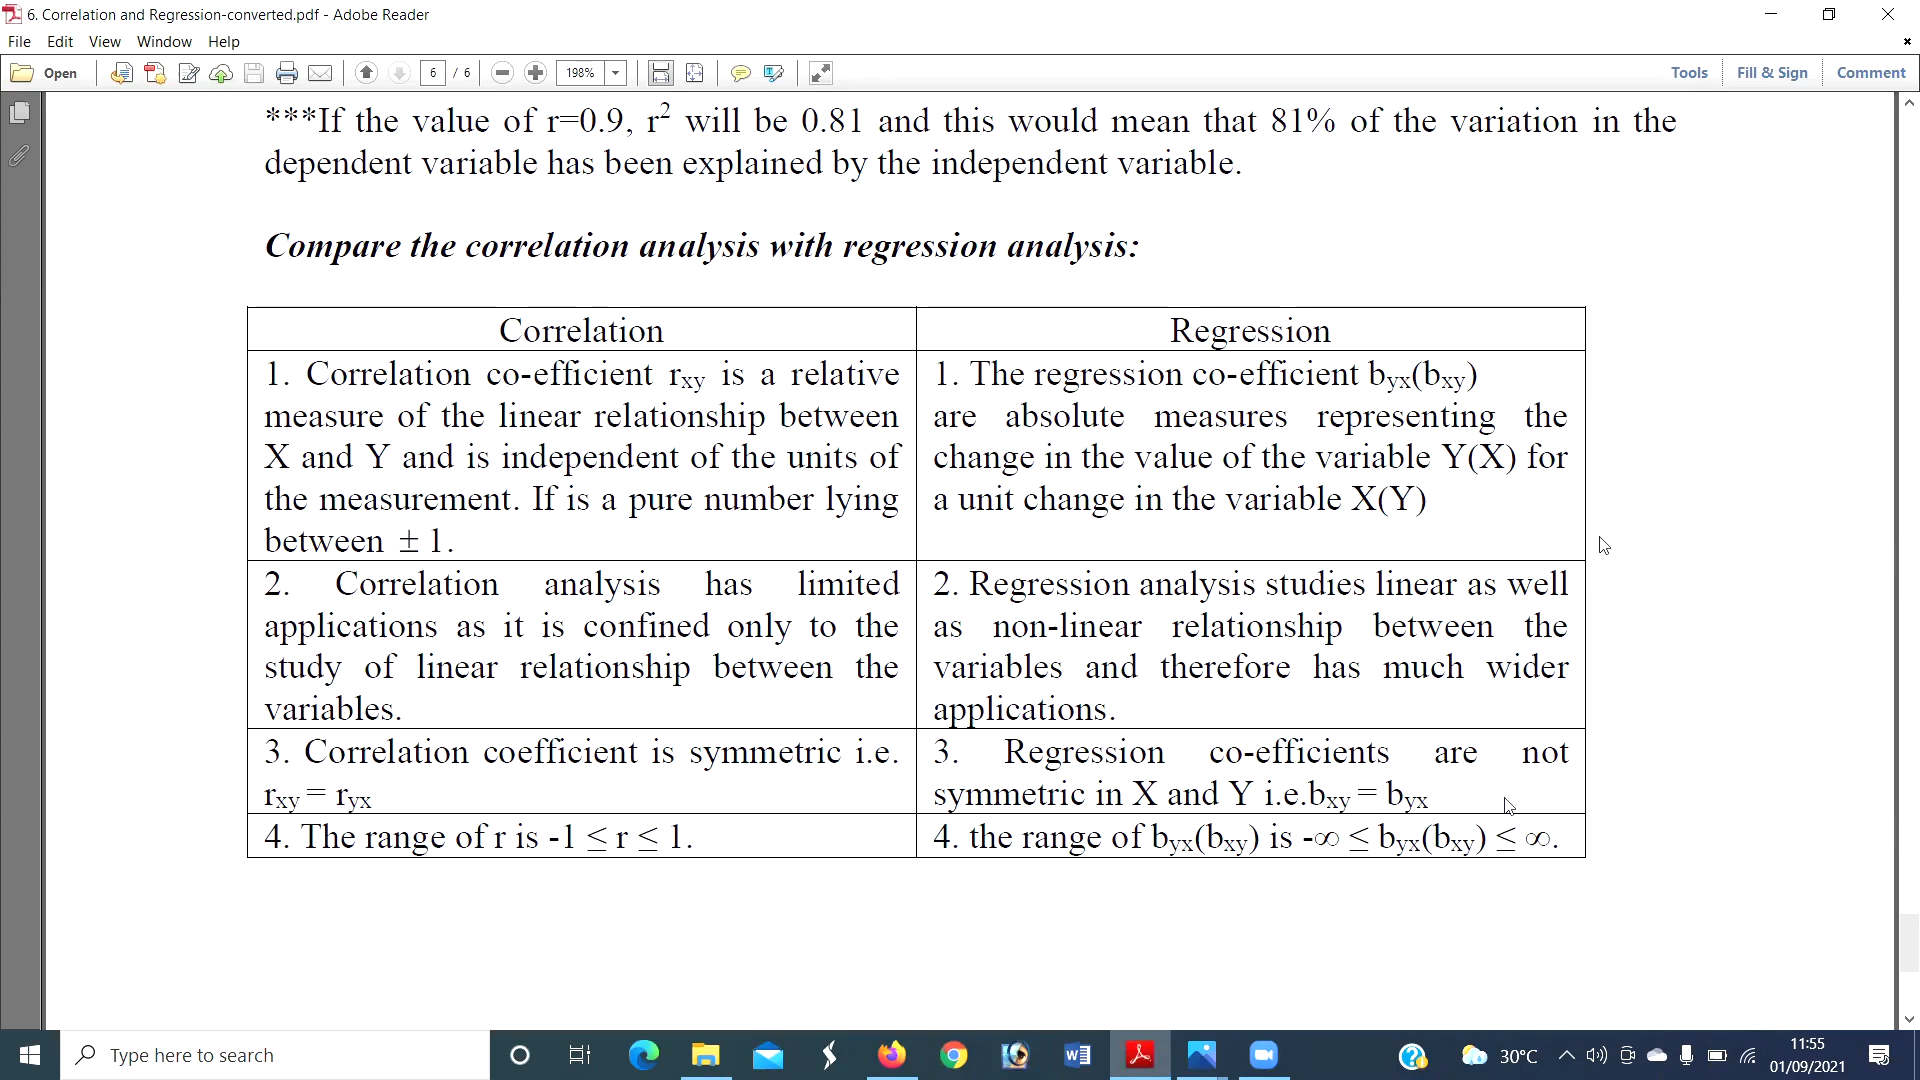 6. Correlation and Regression-converted.pdf - Adobe Reader
File Edit View Window Help
Open 6 / 6 198% Tools Fill & Sign Comment
***If the value of r=0.9, r² will be 0.81 and this would mean that 81% of the variation in the
dependent variable has been explained by the independent variable.
Compare the correlation analysis with regression analysis:
Correlation
Regression
1. Correlation co-efficient rxy is a relative
measure of the linear relationship between
X and Y and is independent of the units of
the measurement. If is a pure number lying
between ± 1.
1. The regression co-efficient byx(bxy)
are absolute measures representing the
change in the value of the variable Y(X) for
a unit change in the variable X(Y)
2. Correlation analysis has limited
applications as it is confined only to the
study of linear relationship between the
variables.
2. Regression analysis studies linear as well
as non-linear relationship between the
variables and therefore has much wider
applications.
3. Correlation coefficient is symmetric i.e.
rxy = ryx
3. Regression co-efficients are not
symmetric in X and Y i.e.bxy = byx
4. The range of r is -1 ≤ r ≤ 1.
4. the range of byx(bxy) is -∞ ≤ byx(bxy) ≤ ∞.
Type here to search
30°C
11:55
01/09/2021